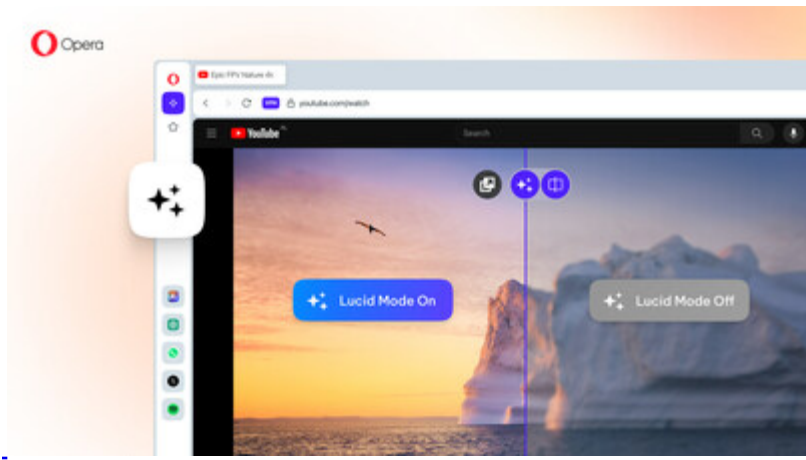 Opera
Epic FPV Nature 4K
youtube.com/watch
VPN
YouTube
Search
Lucid Mode On
Lucid Mode Off